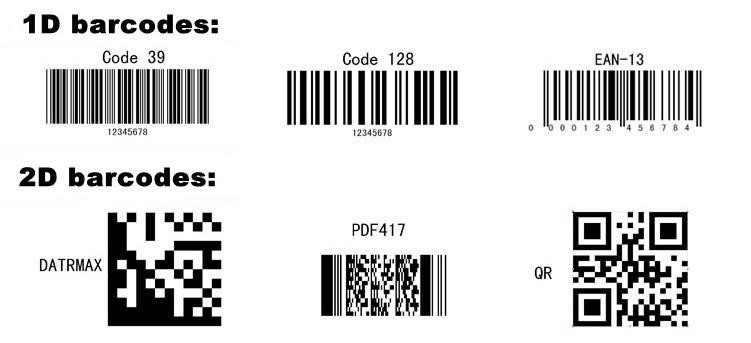 1D barcodes:
Code 39
12345678
Code 128
12345678
EAN-13
0 000123 456784
2D barcodes:
DATRMAX
PDF417
QR